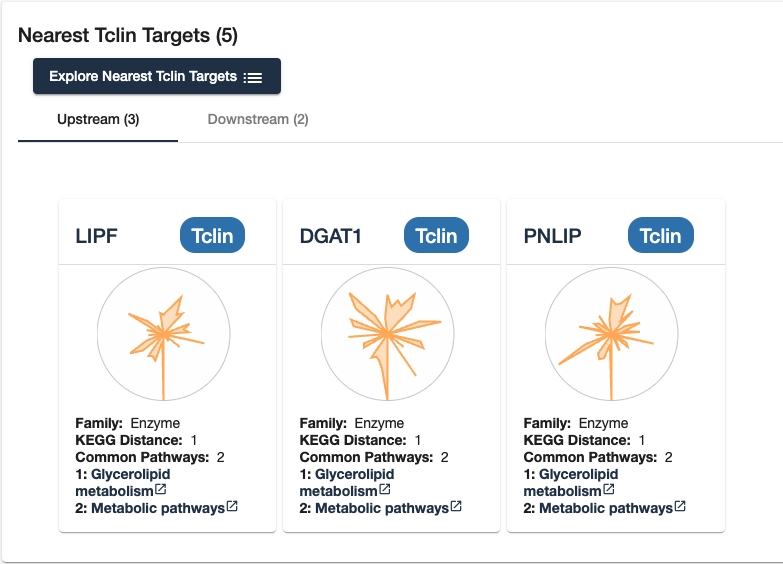 Nearest Tclin Targets (5)
Explore Nearest Tclin Targets
Upstream (3)
Downstream (2)
LIPF
Tclin
Family: Enzyme
KEGG Distance: 1
Common Pathways: 2
1: Glycerolipid
metabolism
2: Metabolic pathways
DGAT1
Tclin
Family: Enzyme
KEGG Distance: 1
Common Pathways: 2
1: Glycerolipid
metabolism
2: Metabolic pathways
PNLIP
Tclin
Family: Enzyme
KEGG Distance: 1
Common Pathways: 2
1: Glycerolipid
metabolism
2: Metabolic pathways